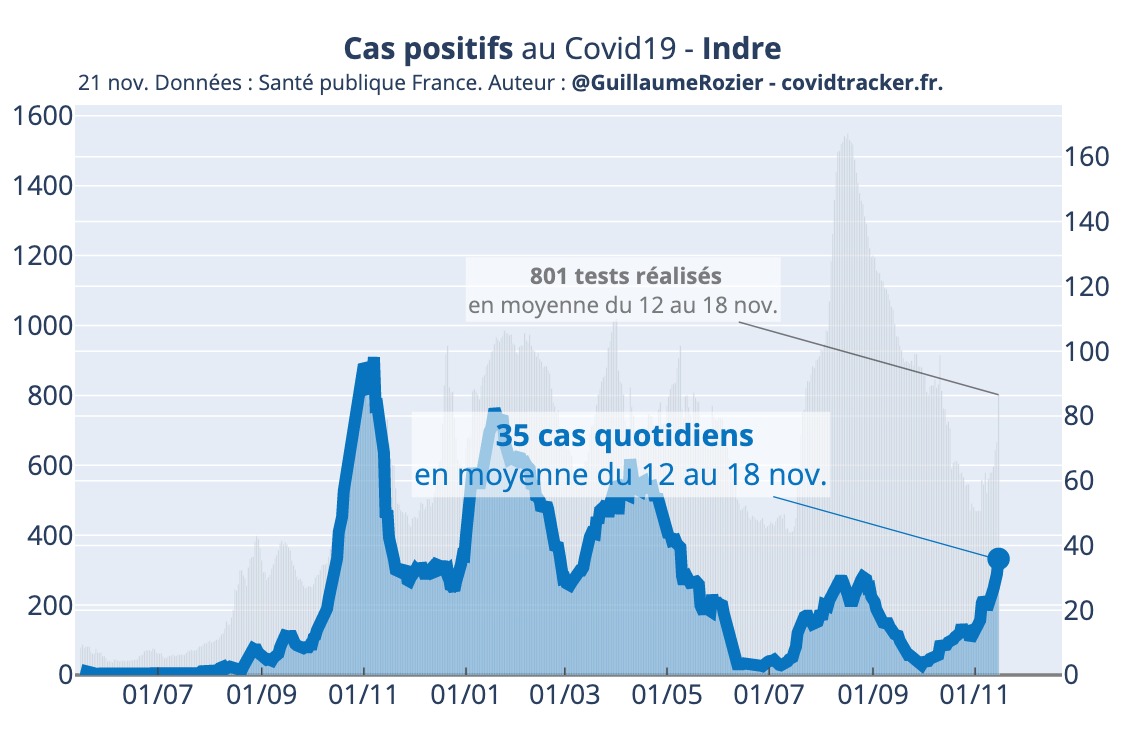 Cas positifs au Covid19 - Indre
21 nov. Données : Santé publique France. Auteur : @GuillaumeRozier - covidtracker.fr.
1600
160
1400
140
1200
801 tests réalisés
120
en moyenne du 12 au 18 nov.
1000
100
800
80
35 cas quotidiens
600
60
en moyenne du 12 au 18 nov.
400
40
200
20
0
0
01/07 01/09 01/11 01/01 01/03 01/05 01/07 01/09 01/11